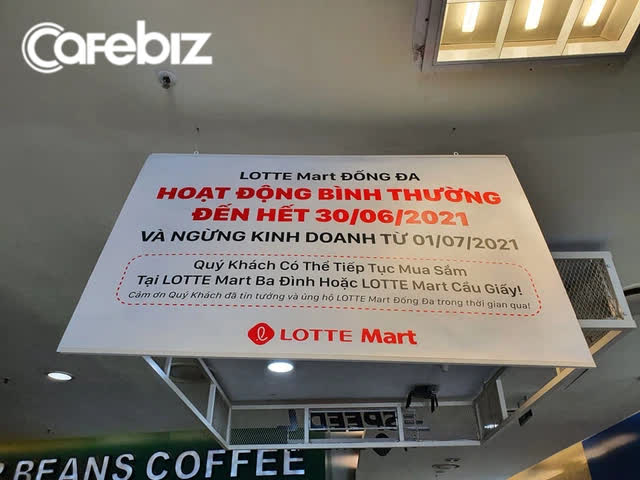 Cafebiz
LOTTE Mart ĐỐNG ĐA
HOẠT ĐỘNG BÌNH THƯỜNG
ĐẾN HẾT 30/06/2021
VÀ NGỪNG KINH DOANH TỪ 01/07/2021
Quý Khách Có Thể Tiếp Tục Mua Sắm
Tại LOTTE Mart Ba Đình Hoặc LOTTE Mart Cầu Giấy!
Cảm ơn Quý Khách đã tin tưởng và ủng hộ LOTTE Mart Đống Đa trong thời gian qua!
LOTTE Mart
SPEED
BEANS COFFEE